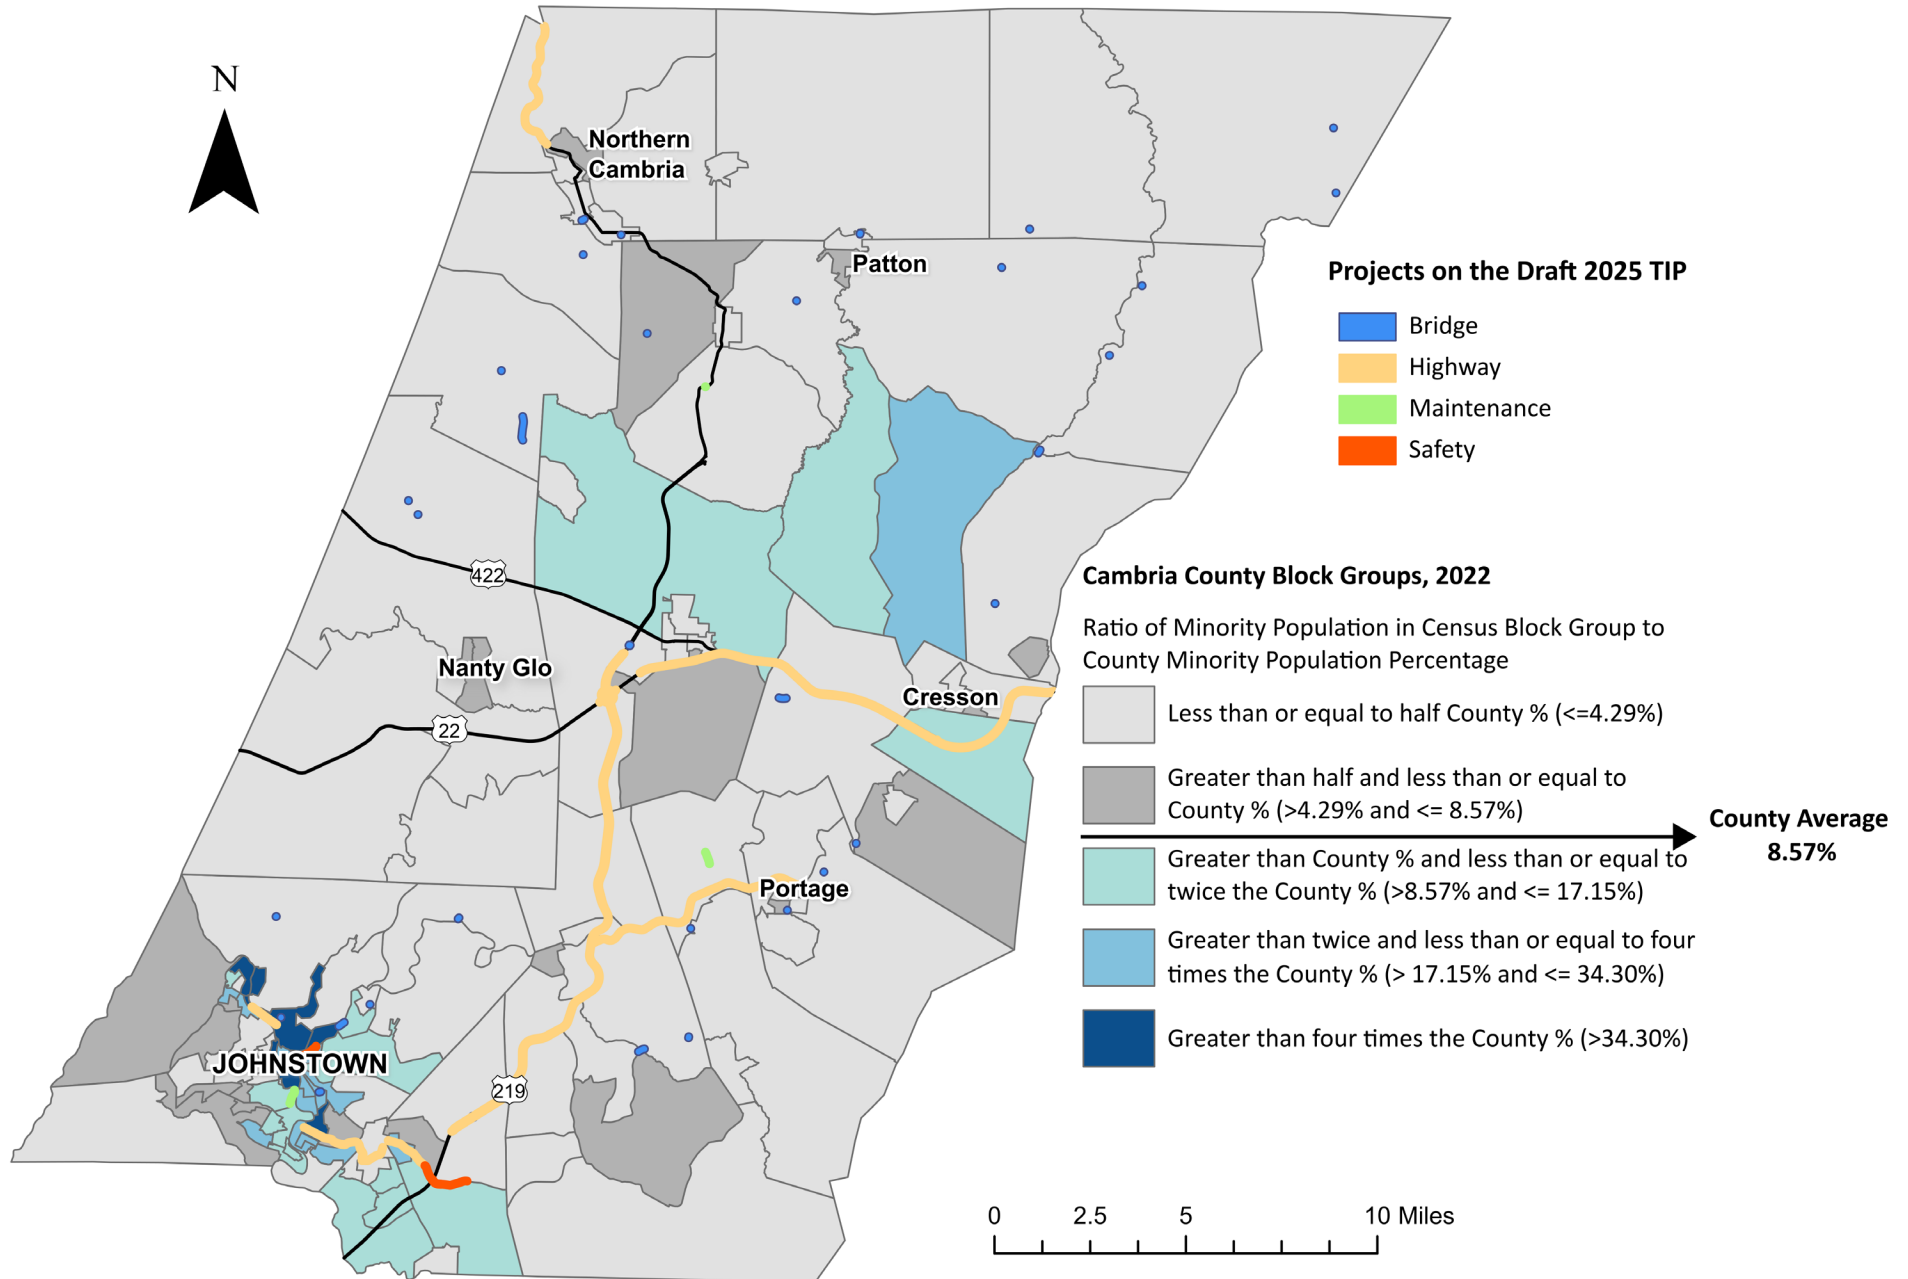 N
Northern
Cambria
Patton
Projects on the Draft 2025 TIP
Bridge
Highway
Maintenance
Safety
422
Cambria County Block Groups, 2022
Ratio of Minority Population in Census Block Group to
County Minority Population Percentage
Nanty Glo
Cresson
22
Less than or equal to half County % (<=4.29%)
Greater than half and less than or equal to
County % (>4.29% and <= 8.57%)
County Average
8.57%
Greater than County % and less than or equal to
twice the County % (>8.57% and <= 17.15%)
Portage
Greater than twice and less than or equal to four
times the County % (> 17.15% and <= 34.30%)
Greater than four times the County % (>34.30%)
JOHNSTOWN
219
0 2.5 5 10 Miles